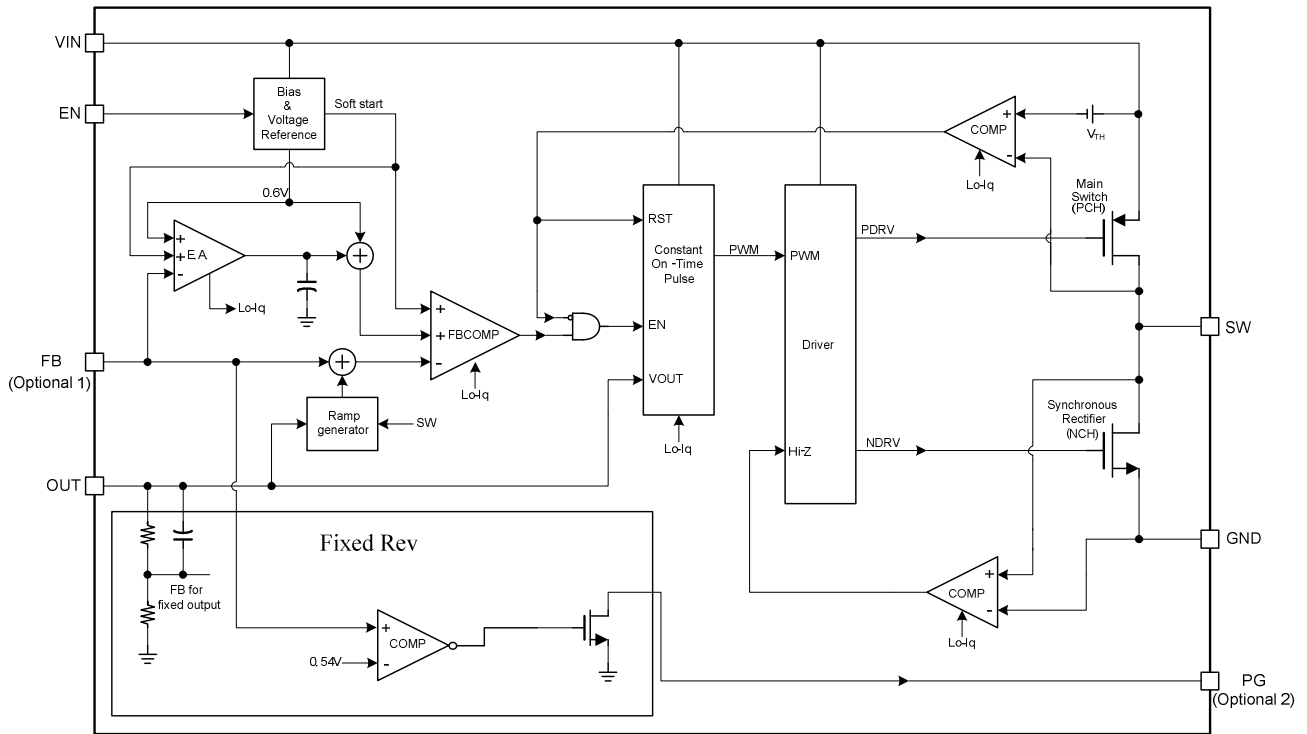 VIN
EN
Bias
&
Voltage
Reference
Soft start
0.6V
+
+ E.A
-
Lo-Iq
+
+
+ FBCOMP
-
Lo-Iq
FB
(Optional 1)
+
Ramp
generator
SW
OUT
RST
Constant
On -Time
Pulse
EN
VOUT
Lo-Iq
PWM
PWM
Driver
Hi-Z
PDRV
NDRV
+
COMP
-
Lo-Iq
VTH
Main
Switch
(PCH)
SW
Synchronous
Rectifier
(NCH)
GND
+
COMP
-
Lo-Iq
Fixed Rev
FB for
fixed output
+
COMP
0.54V
-
PG
(Optional 2)